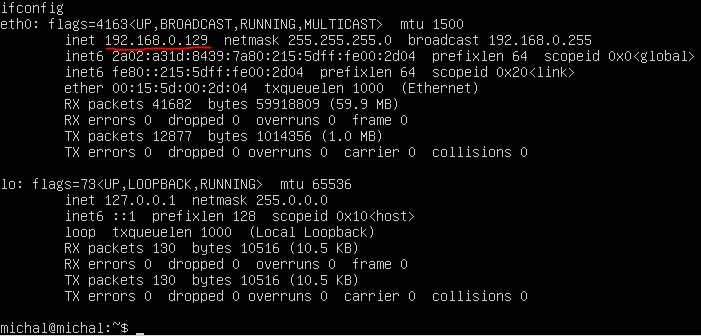 ifconfig
eth0: flags=4163<UP,BROADCAST,RUNNING,MULTICAST>  mtu 1500
        inet 192.168.0.129  netmask 255.255.255.0  broadcast 192.168.0.255
        inet6 2a02:a31d:8439:7a80:215:5dff:fe00:2d04  prefixlen 64  scopeid 0x0<global>
        inet6 fe80::215:5dff:fe00:2d04  prefixlen 64  scopeid 0x20<link>
        ether 00:15:5d:00:2d:04  txqueuelen 1000  (Ethernet)
        RX packets 41682  bytes 59918809 (59.9 MB)
        RX errors 0  dropped 0  overruns 0  frame 0
        TX packets 12877  bytes 1014356 (1.0 MB)
        TX errors 0  dropped 0 overruns 0  carrier 0  collisions 0

lo: flags=73<UP,LOOPBACK,RUNNING>  mtu 65536
        inet 127.0.0.1  netmask 255.0.0.0
        inet6 ::1  prefixlen 128  scopeid 0x10<host>
        loop  txqueuelen 1000  (Local Loopback)
        RX packets 130  bytes 10516 (10.5 KB)
        RX errors 0  dropped 0  overruns 0  frame 0
        TX packets 130  bytes 10516 (10.5 KB)
        TX errors 0  dropped 0 overruns 0  carrier 0  collisions 0

michal@michal:~$ _